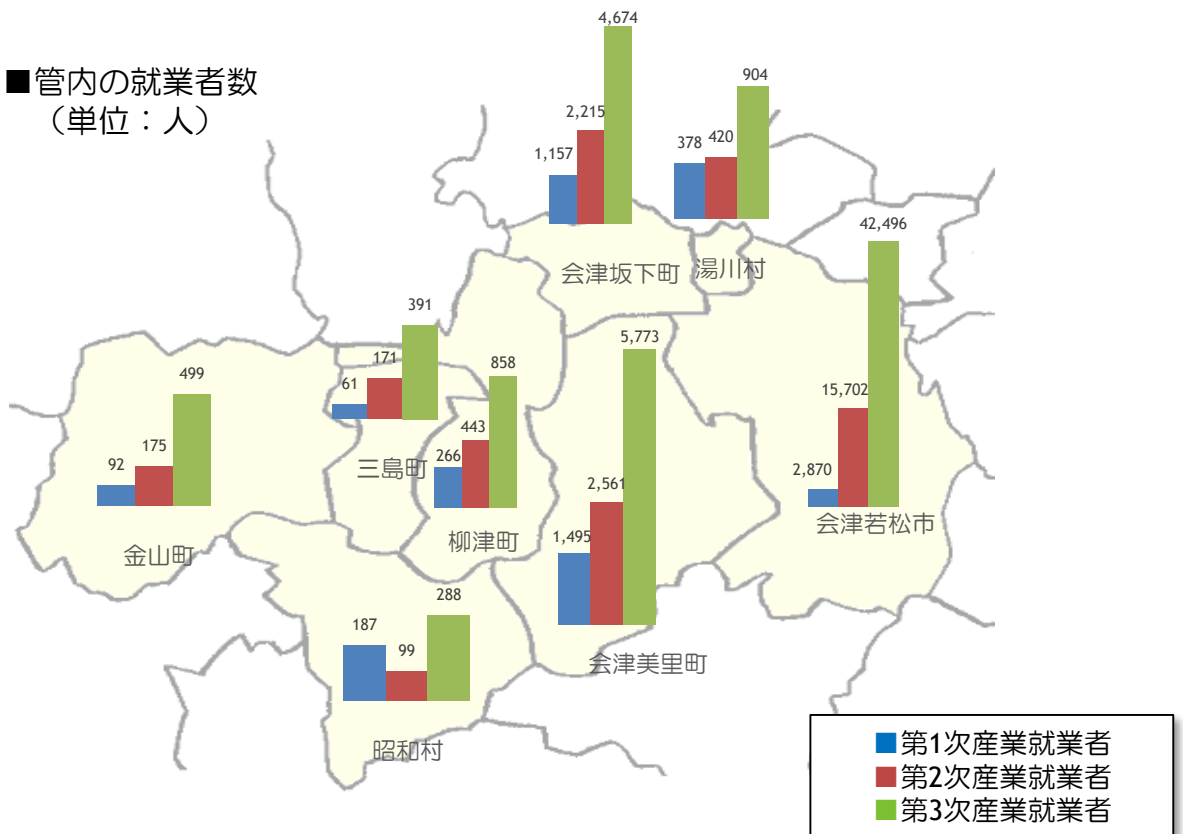 ■管内の就業者数
（単位：人）
4,674
2,215
1,157
会津坂下町
904
420
378
湯川村
42,496
15,702
2,870
会津若松市
391
171
61
三島町
858
443
266
柳津町
499
175
92
金山町
5,773
2,561
1,495
会津美里町
288
187
99
昭和村
■第1次産業就業者
■第2次産業就業者
■第3次産業就業者